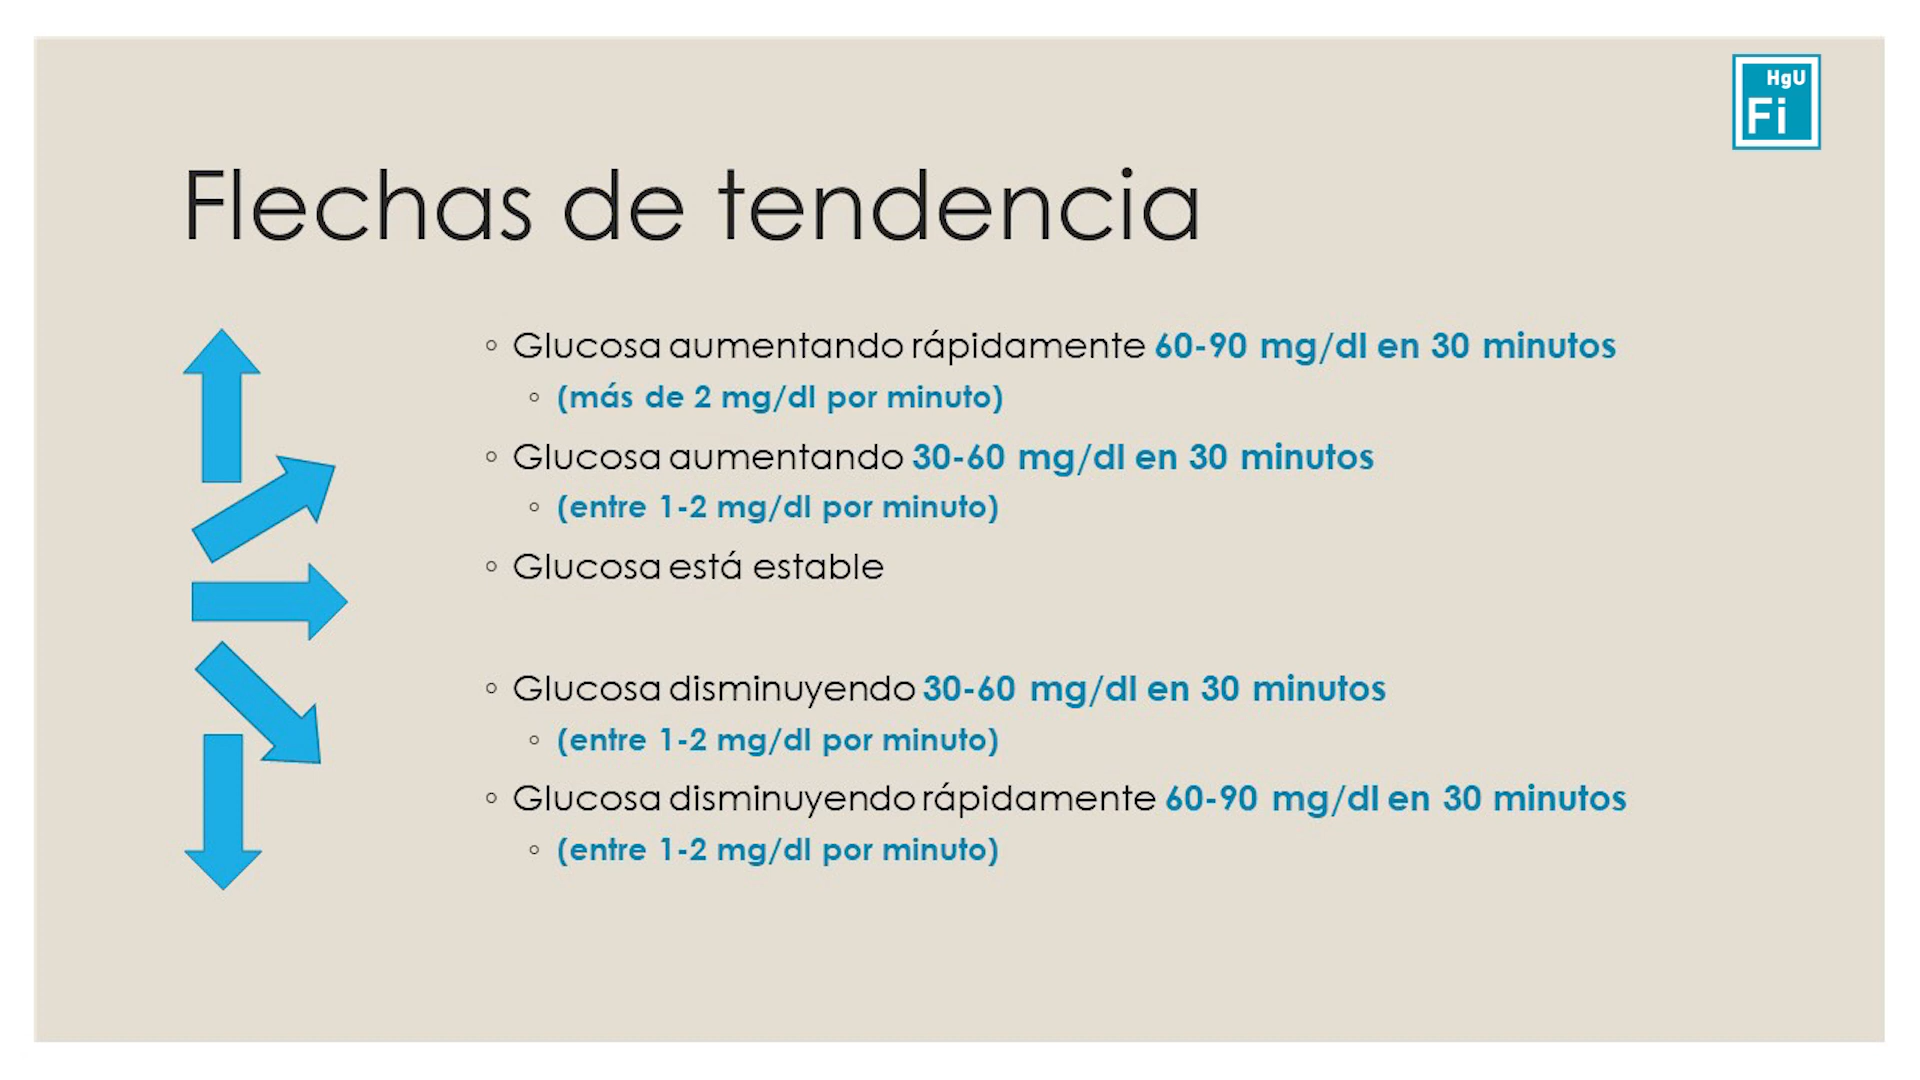 HgU
Fi
Flechas de tendencia
◦ Glucosa aumentando rápidamente 60-90 mg/dl en 30 minutos
◦ (más de 2 mg/dl por minuto)
◦ Glucosa aumentando 30-60 mg/dl en 30 minutos
◦ (entre 1-2 mg/dl por minuto)
◦ Glucosa está estable
◦ Glucosa disminuyendo 30-60 mg/dl en 30 minutos
◦ (entre 1-2 mg/dl por minuto)
◦ Glucosa disminuyendo rápidamente 60-90 mg/dl en 30 minutos
◦ (entre 1-2 mg/dl por minuto)